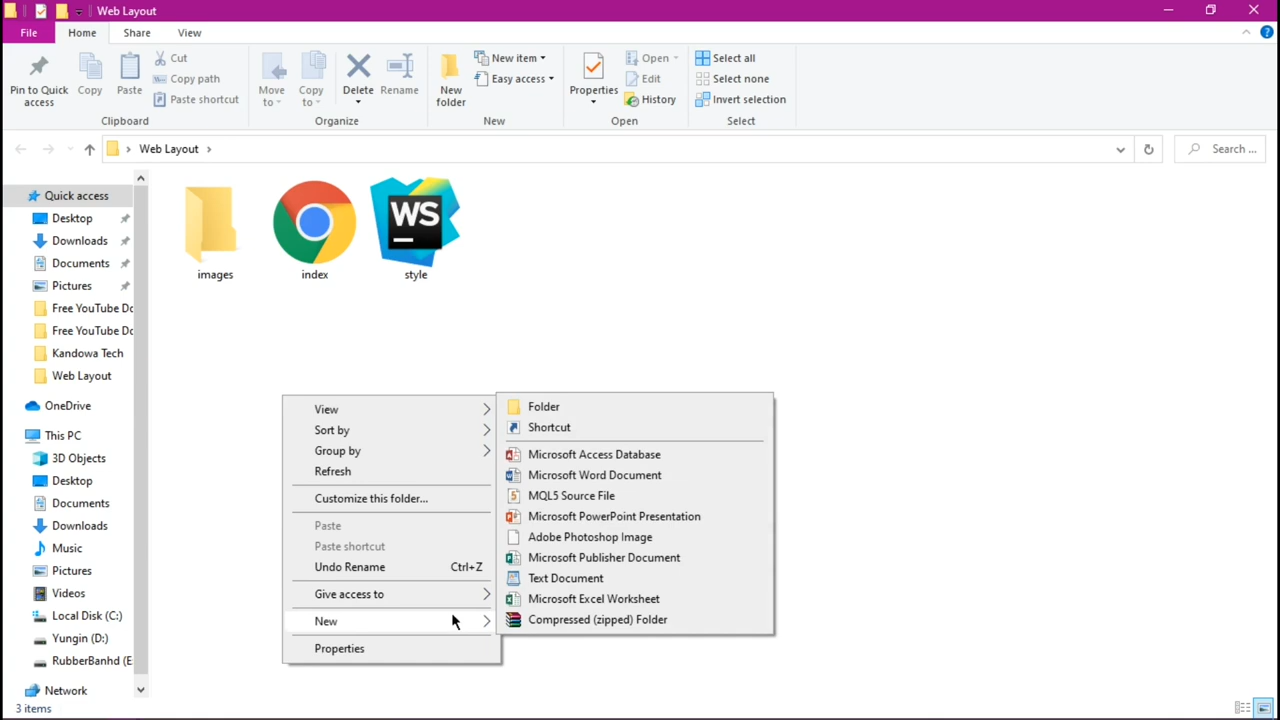 Web Layout
File
Home
Share
View
Pin to Quick access
Copy
Paste
Cut
Copy path
Paste shortcut
Clipboard
Move to
Copy to
Delete
Rename
Organize
New folder
New item
Easy access
New
Properties
Open
Edit
History
Open
Select all
Select none
Invert selection
Select
Web Layout
Search ...
Quick access
Desktop
Downloads
Documents
Pictures
Free YouTube Do
Free YouTube Do
Kandowa Tech
Web Layout
OneDrive
This PC
3D Objects
Desktop
Documents
Downloads
Music
Pictures
Videos
Local Disk (C:)
Yungin (D:)
RubberBanhd (E
Network
3 items
WS
images
index
style
View
Sort by
Group by
Refresh
Customize this folder...
Paste
Paste shortcut
Undo Rename Ctrl+Z
Give access to
New
Properties
Folder
Shortcut
Microsoft Access Database
Microsoft Word Document
MQL5 Source File
Microsoft PowerPoint Presentation
Adobe Photoshop Image
Microsoft Publisher Document
Text Document
Microsoft Excel Worksheet
Compressed (zipped) Folder